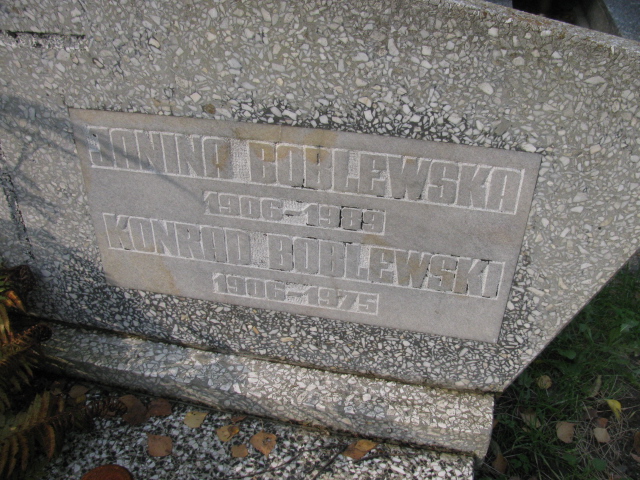 JANINA BOBLEWSKA
1906-1989
KONRAD BOBLEWSKI
1906-1975